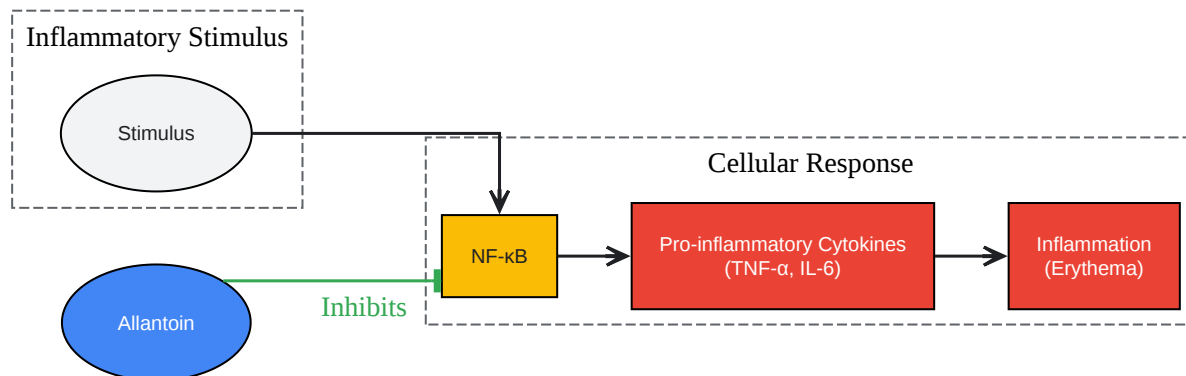 Inflammatory Stimulus
Stimulus
Cellular Response
NF-κB
Pro-inflammatory Cytokines
(TNF-α, IL-6)
Inflammation
(Erythema)
Inhibits
Allantoin